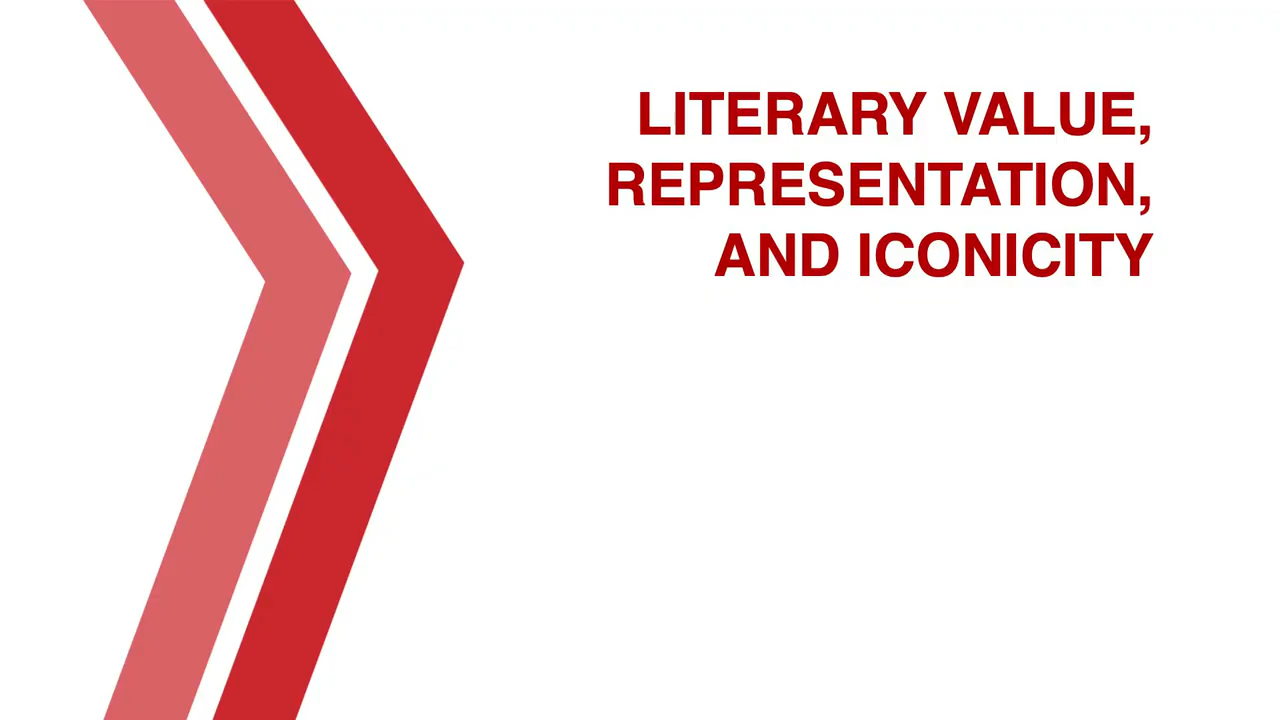 LITERARY VALUE,
REPRESENTATION,
AND ICONICITY